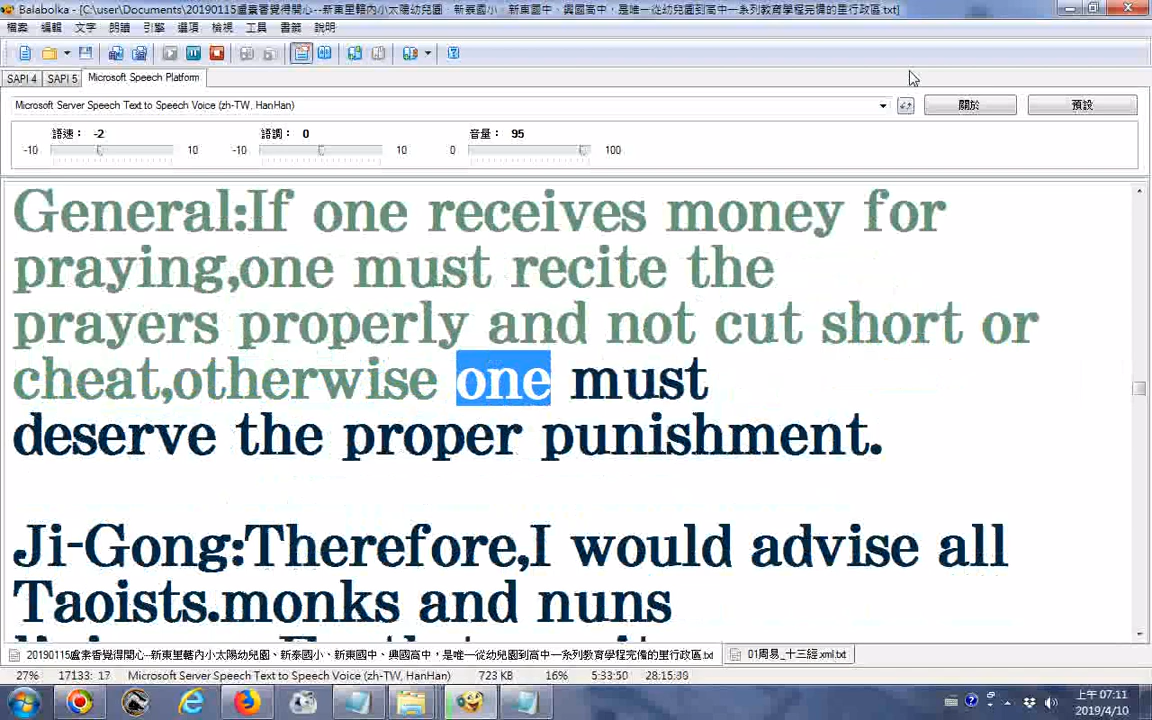 Balabolka - [C:\user\Documents\20190115盧素香覺得開心--新東里轄內小太陽幼兒園、新泰國小、新東國中、興國高中，是唯一從幼兒園到高中一系列教育學程完備的里行政區.txt]
檔案 編輯 文字 朗讀 引擎 選項 檢視 工具 書籤 說明
SAPI 4 SAPI 5 Microsoft Speech Platform
Microsoft Server Speech Text to Speech Voice (zh-TW, HanHan) 關於 預設
語速： -2 語調： 0 音量： 95
-10 10 -10 10 0 100
General:If one receives money for
praying,one must recite the
prayers properly and not cut short or
cheat,otherwise one must
deserve the proper punishment.
Ji-Gong:Therefore,I would advise all
Taoists.monks and nuns
20190115盧素香覺得開心--新東里轄內小太陽幼兒園、新泰國小、新東國中、興國高中，是唯一從幼兒園到高中一系列教育學程完備的里行政區.txt 01周易_十三經.xml.txt
27% 17133: 17 Microsoft Server Speech Text to Speech Voice (zh-TW, HanHan) 723 KB 16% 5:33:50 28:15:38
上午 07:11
2019/4/10